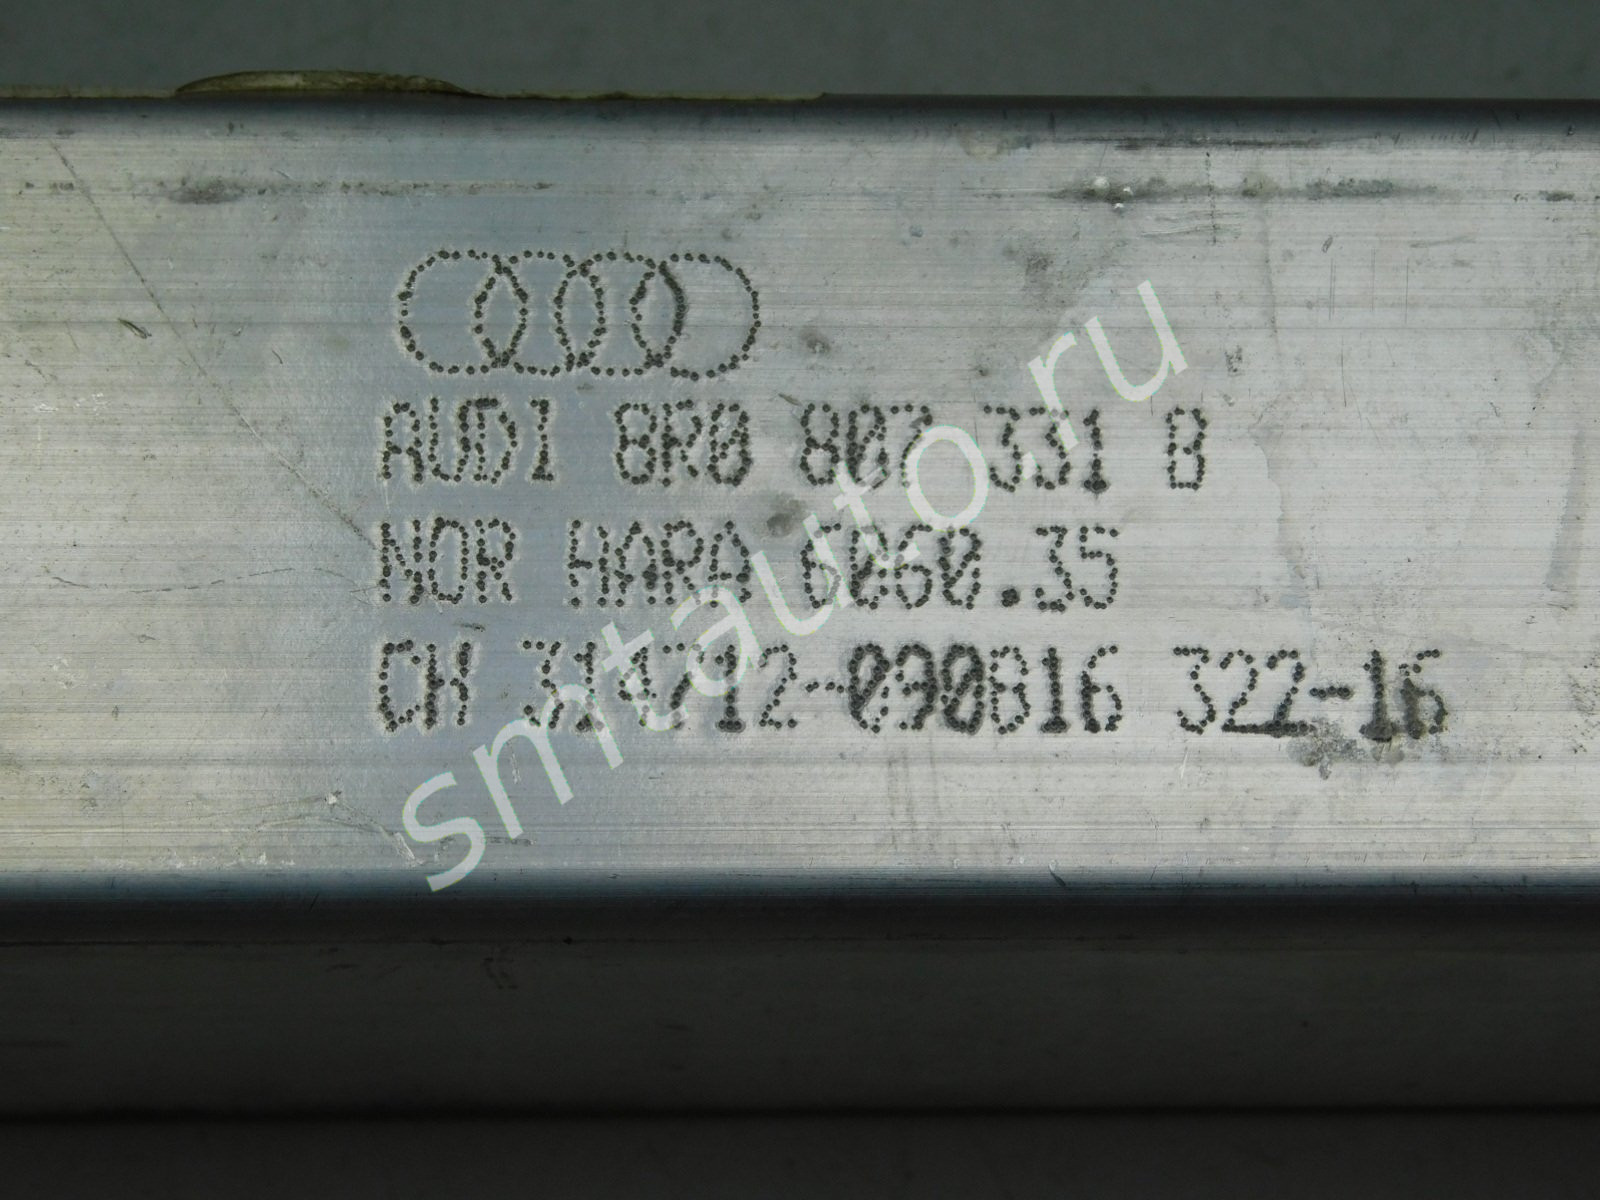 AUDI 8R0 807 331 B
NOR HARA 6060.35
CH 314712-090816 322-16
smtauto.ru